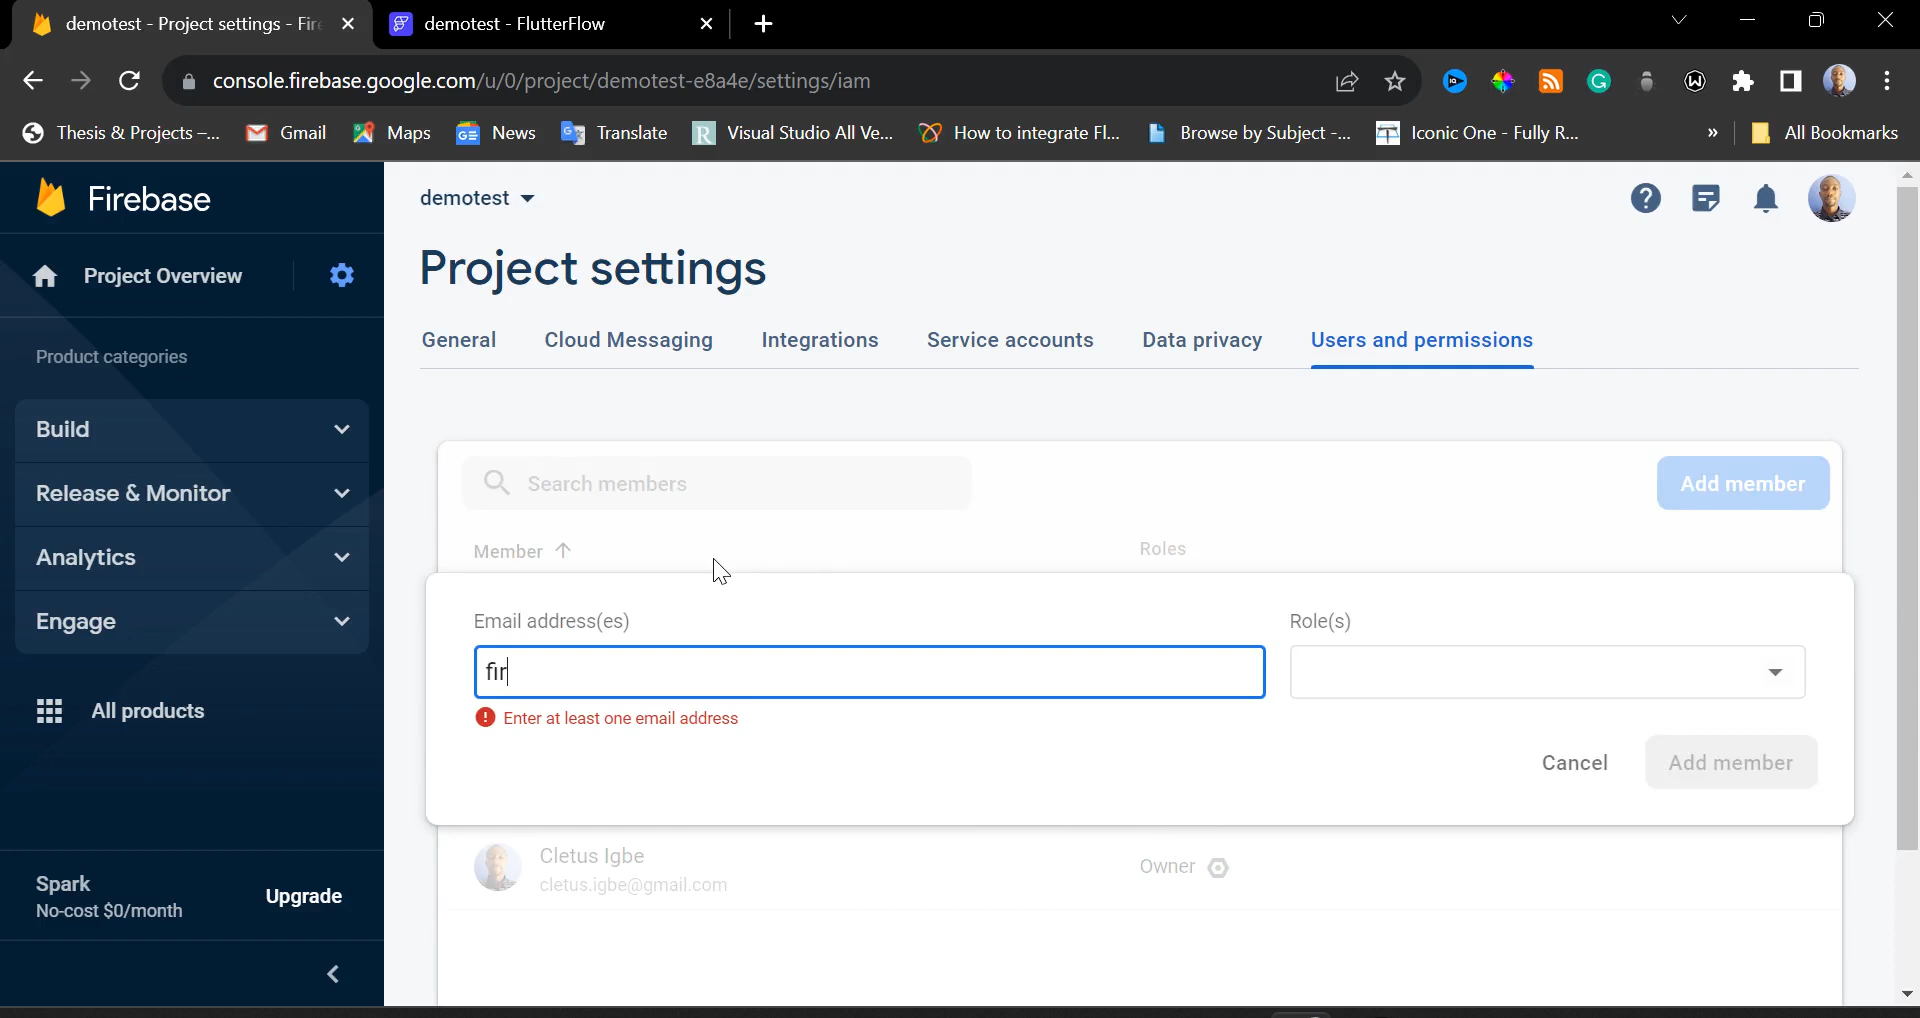 demotest - Project settings - Fire
demotest - FlutterFlow
console.firebase.google.com/u/0/project/demotest-e8a4e/settings/iam
Thesis & Projects –...
Gmail
Maps
News
Translate
Visual Studio All Ve...
How to integrate Fl...
Browse by Subject -...
Iconic One - Fully R...
»
All Bookmarks
Firebase
demotest
Project Overview
Project settings
General
Cloud Messaging
Integrations
Service accounts
Data privacy
Users and permissions
Product categories
Build
Release & Monitor
Analytics
Engage
All products
Search members
Add member
Member
Roles
Email address(es)
Role(s)
fir
Enter at least one email address
Cancel
Add member
Cletus Igbe
cletus.igbe@gmail.com
Owner
Spark
No-cost $0/month
Upgrade